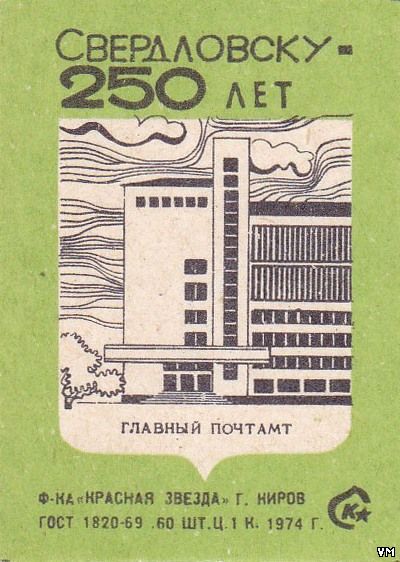 СВЕРДЛОВСКУ-
250 ЛЕТ
ГЛАВНЫЙ ПОЧТАМТ
Ф-КА «КРАСНАЯ ЗВЕЗДА» Г. КИРОВ
ГОСТ 1820-69 .60 ШТ.Ц.1 К. 1974 Г.
К
VM